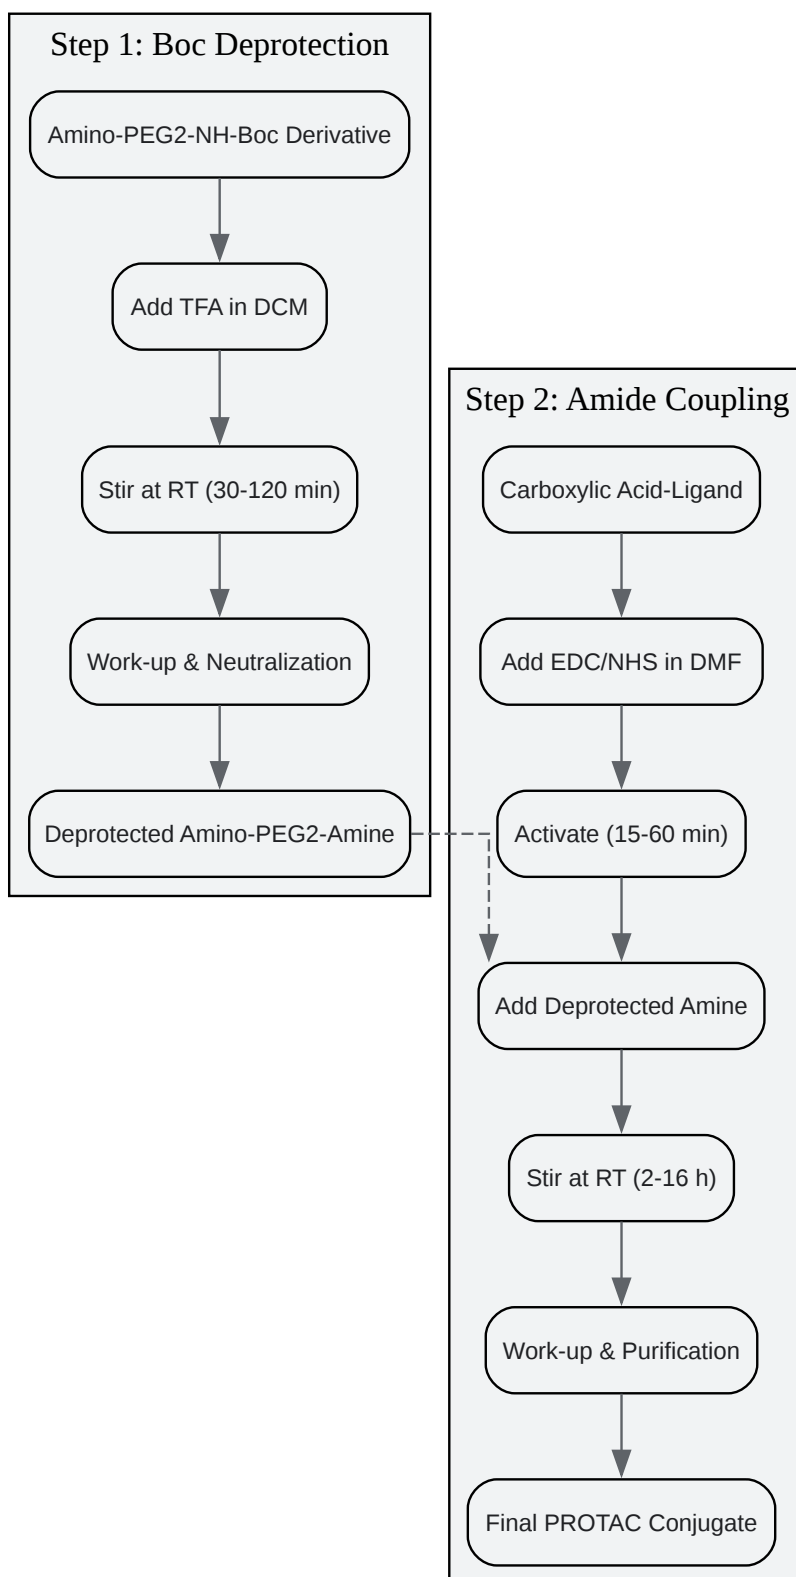 Step 1: Boc Deprotection
Amino-PEG2-NH-Boc Derivative
Add TFA in DCM
Stir at RT (30-120 min)
Work-up & Neutralization
Deprotected Amino-PEG2-Amine
Step 2: Amide Coupling
Carboxylic Acid-Ligand
Add EDC/NHS in DMF
Activate (15-60 min)
Add Deprotected Amine
Stir at RT (2-16 h)
Work-up & Purification
Final PROTAC Conjugate